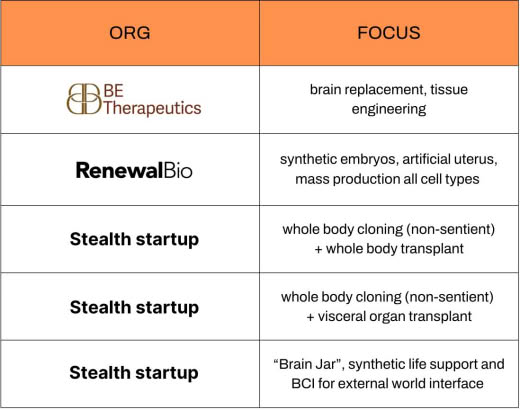 ORG
FOCUS
BE
Therapeutics
brain replacement, tissue
engineering
RenewalBio
synthetic embryos, artificial uterus,
mass production all cell types
Stealth startup
whole body cloning (non-sentient)
+ whole body transplant
Stealth startup
whole body cloning (non-sentient)
+ visceral organ transplant
Stealth startup
“Brain Jar”, synthetic life support and
BCI for external world interface